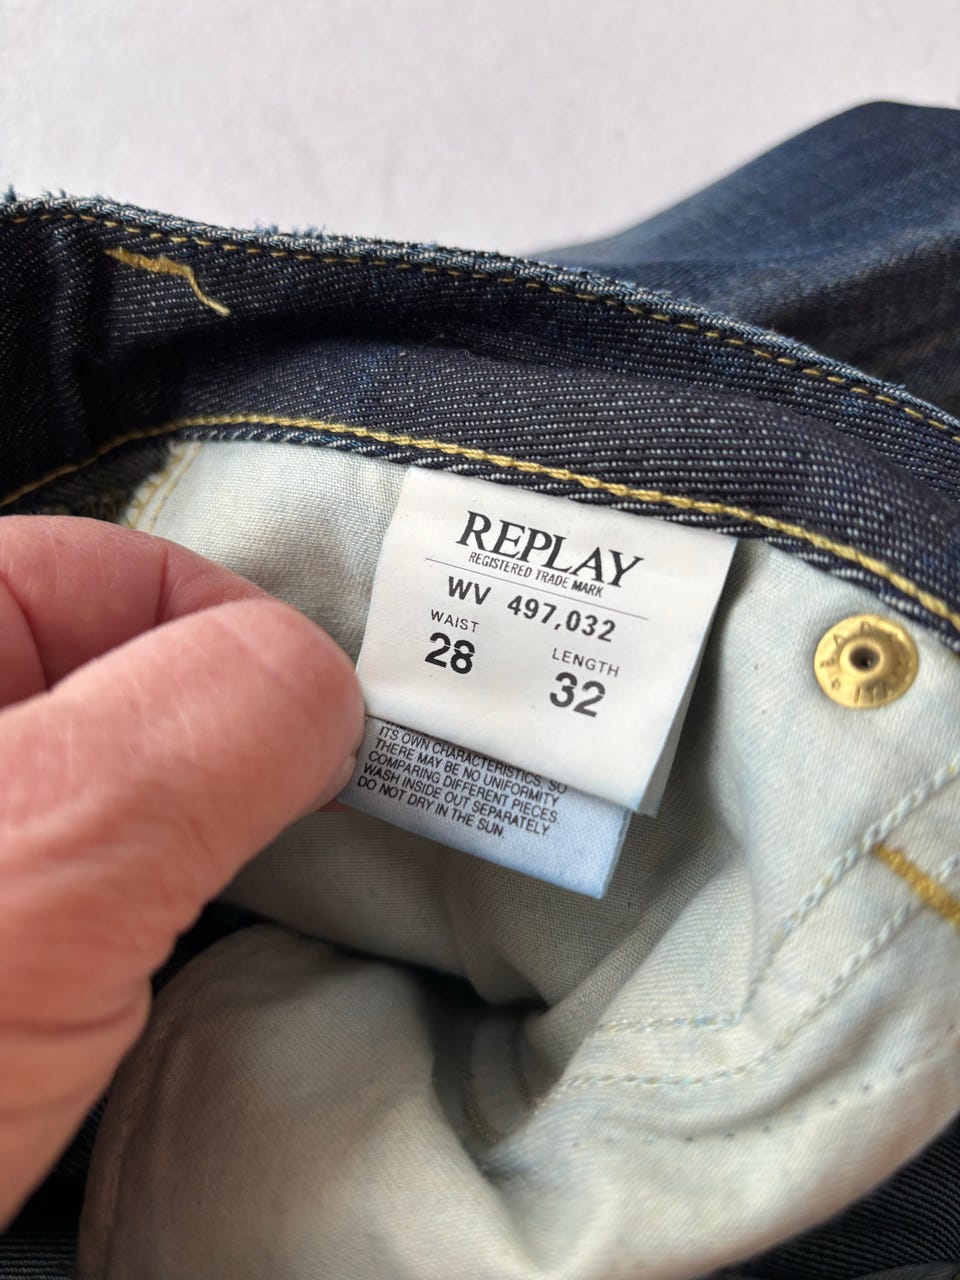 REPLAY
REGISTERED TRADE MARK
WV 497,032
WAIST
28
LENGTH
32
ITS OWN CHARACTERISTICS, SO
THERE MAY BE NO UNIFORMITY
COMPARING DIFFERENT PIECES.
WASH INSIDE OUT SEPARATELY
DO NOT DRY IN THE SUN.